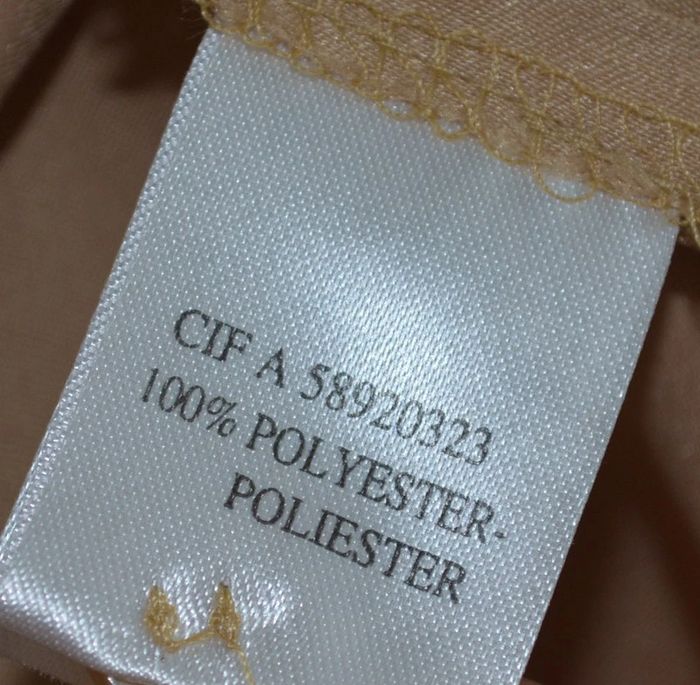 CIF A 58920323
100% POLYESTER-
POLIESTER